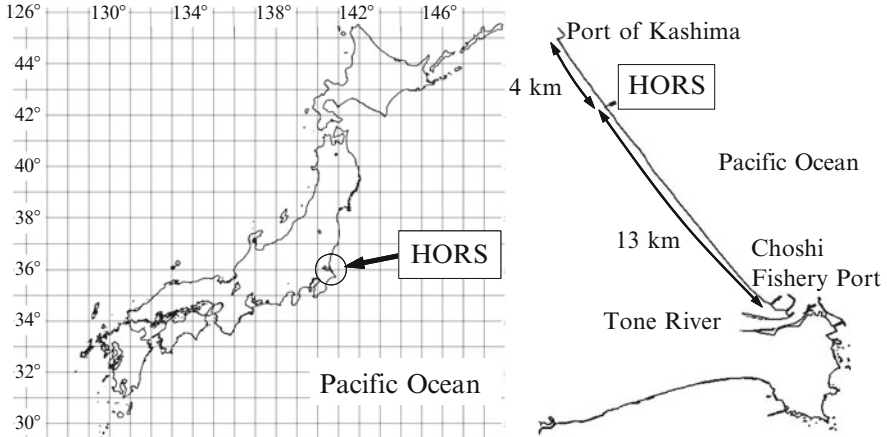 126° 130° 134° 138° 142° 146°
44°
42°
40°
38°
36°
34°
32°
30°
HORS
Pacific Ocean
Port of Kashima
4 km
HORS
Pacific Ocean
13 km
Choshi
Fishery Port
Tone River